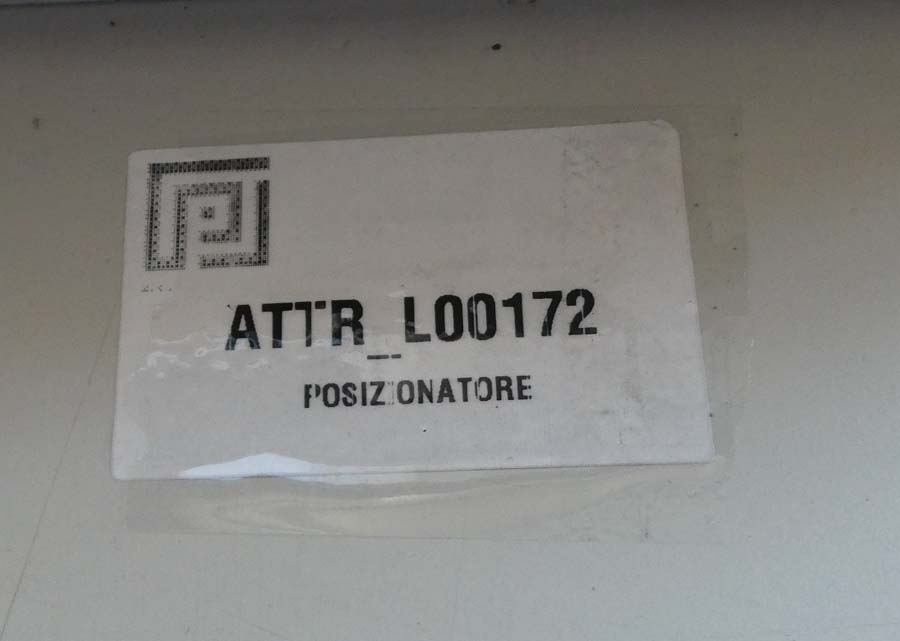 ATTR_L00172
POSIZIONATORE